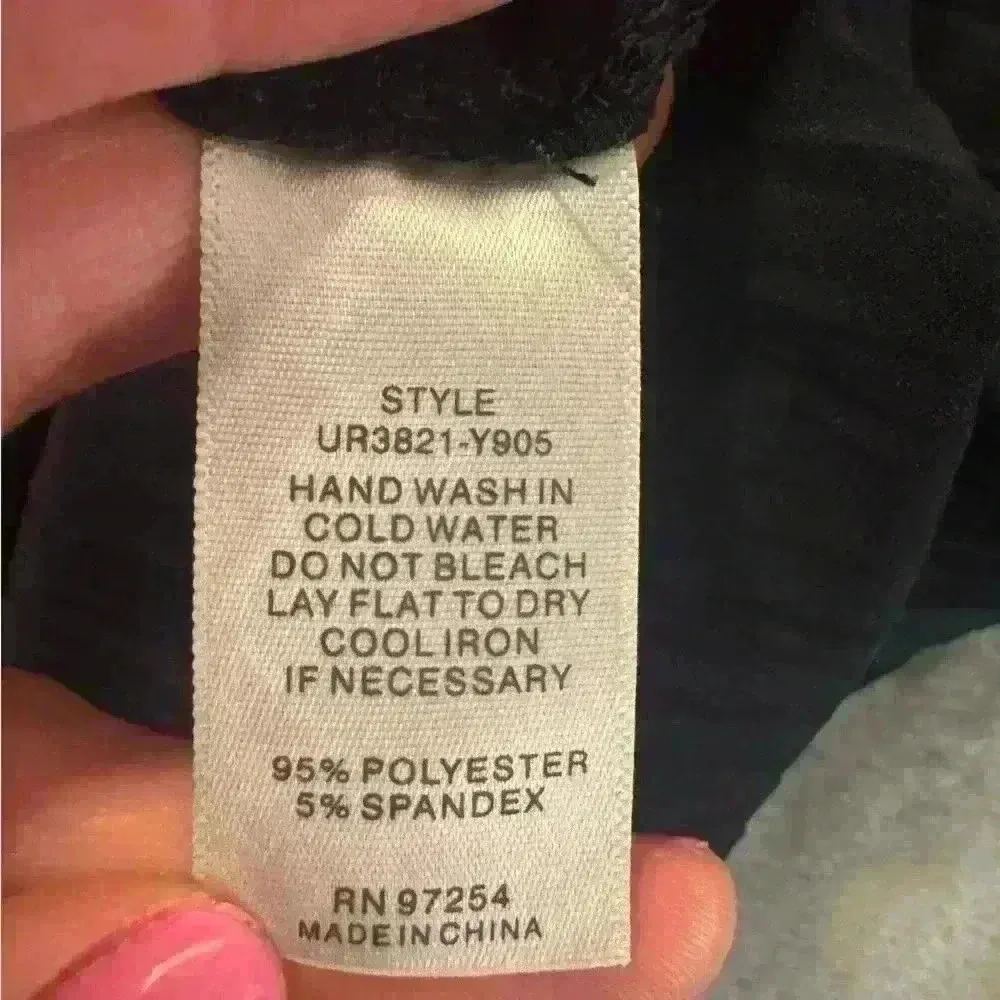 STYLE
UR3821-Y905
HAND WASH IN
COLD WATER
DO NOT BLEACH
LAY FLAT TO DRY
COOL IRON
IF NECESSARY
95% POLYESTER
5% SPANDEX
RN 97254
MADE IN CHINA